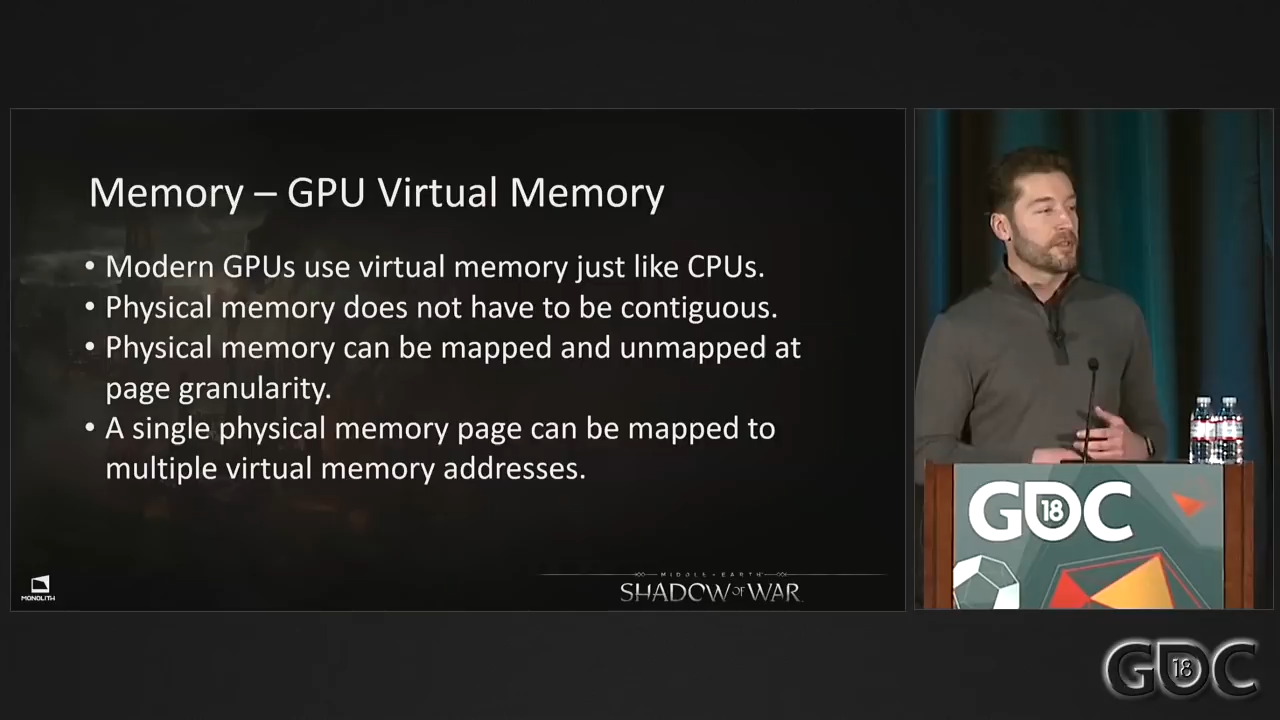 Memory – GPU Virtual Memory
• Modern GPUs use virtual memory just like CPUs.
• Physical memory does not have to be contiguous.
• Physical memory can be mapped and unmapped at
page granularity.
• A single physical memory page can be mapped to
multiple virtual memory addresses.
MONOLITH
MIDDLE-EARTH
SHADOW OF WAR
GDC 18
GDC 18